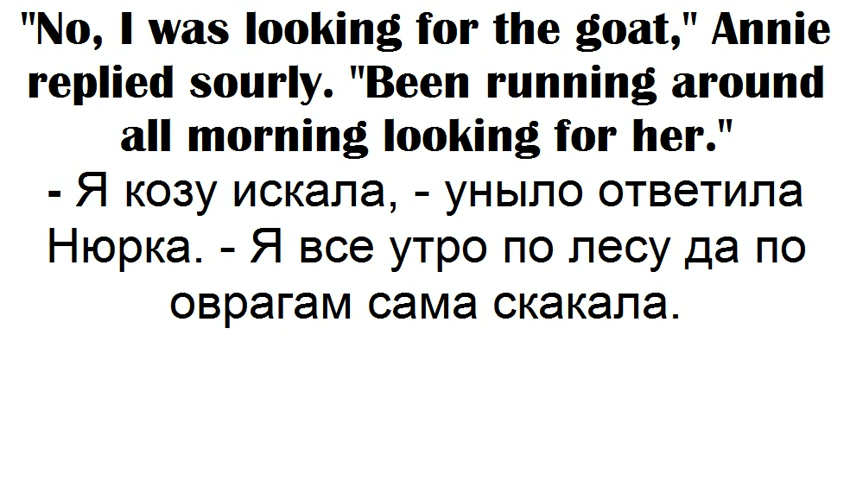 "No, I was looking for the goat," Annie
replied sourly. "Been running around
all morning looking for her."
- Я козу искала, - уныло ответила
Нюрка. - Я все утро по лесу да по
оврагам сама скакала.